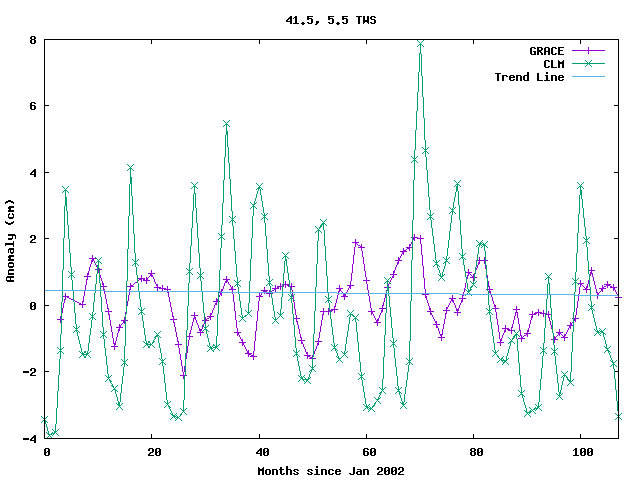 41.5, 5.5 TWS
GRACE
CLM
Trend Line
Anomaly (cm)
8
6
4
2
0
-2
-4
0 20 40 60 80 100
Months since Jan 2002